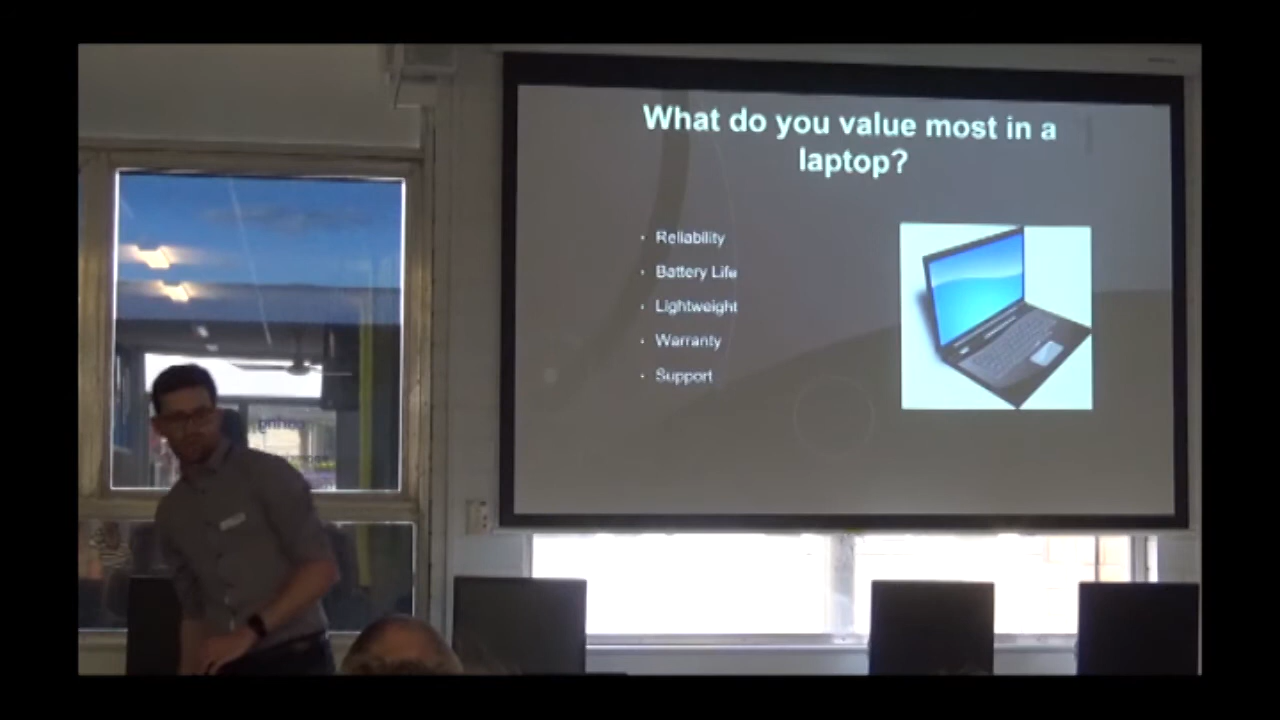 What do you value most in a
laptop?
Reliability
Battery Life
Lightweight
Warranty
Support